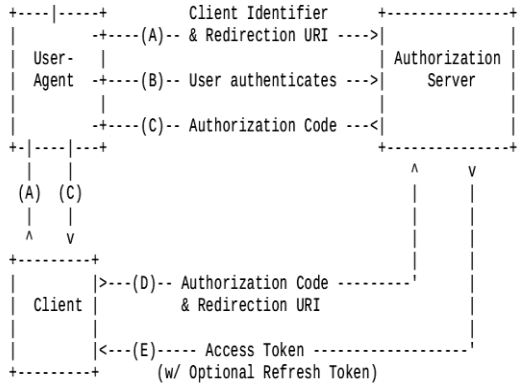 Client Identifier
-+----(A)-- & Redirection URI ---->|
User-
Agent -+----(B)-- User authenticates --->|
Authorization
Server
-+----(C)-- Authorization Code ---<|
(A) (C)
^ v
^ v
Client
>---(D)-- Authorization Code ---------'
& Redirection URI
<---(E)----- Access Token -------------------'
(w/ Optional Refresh Token)